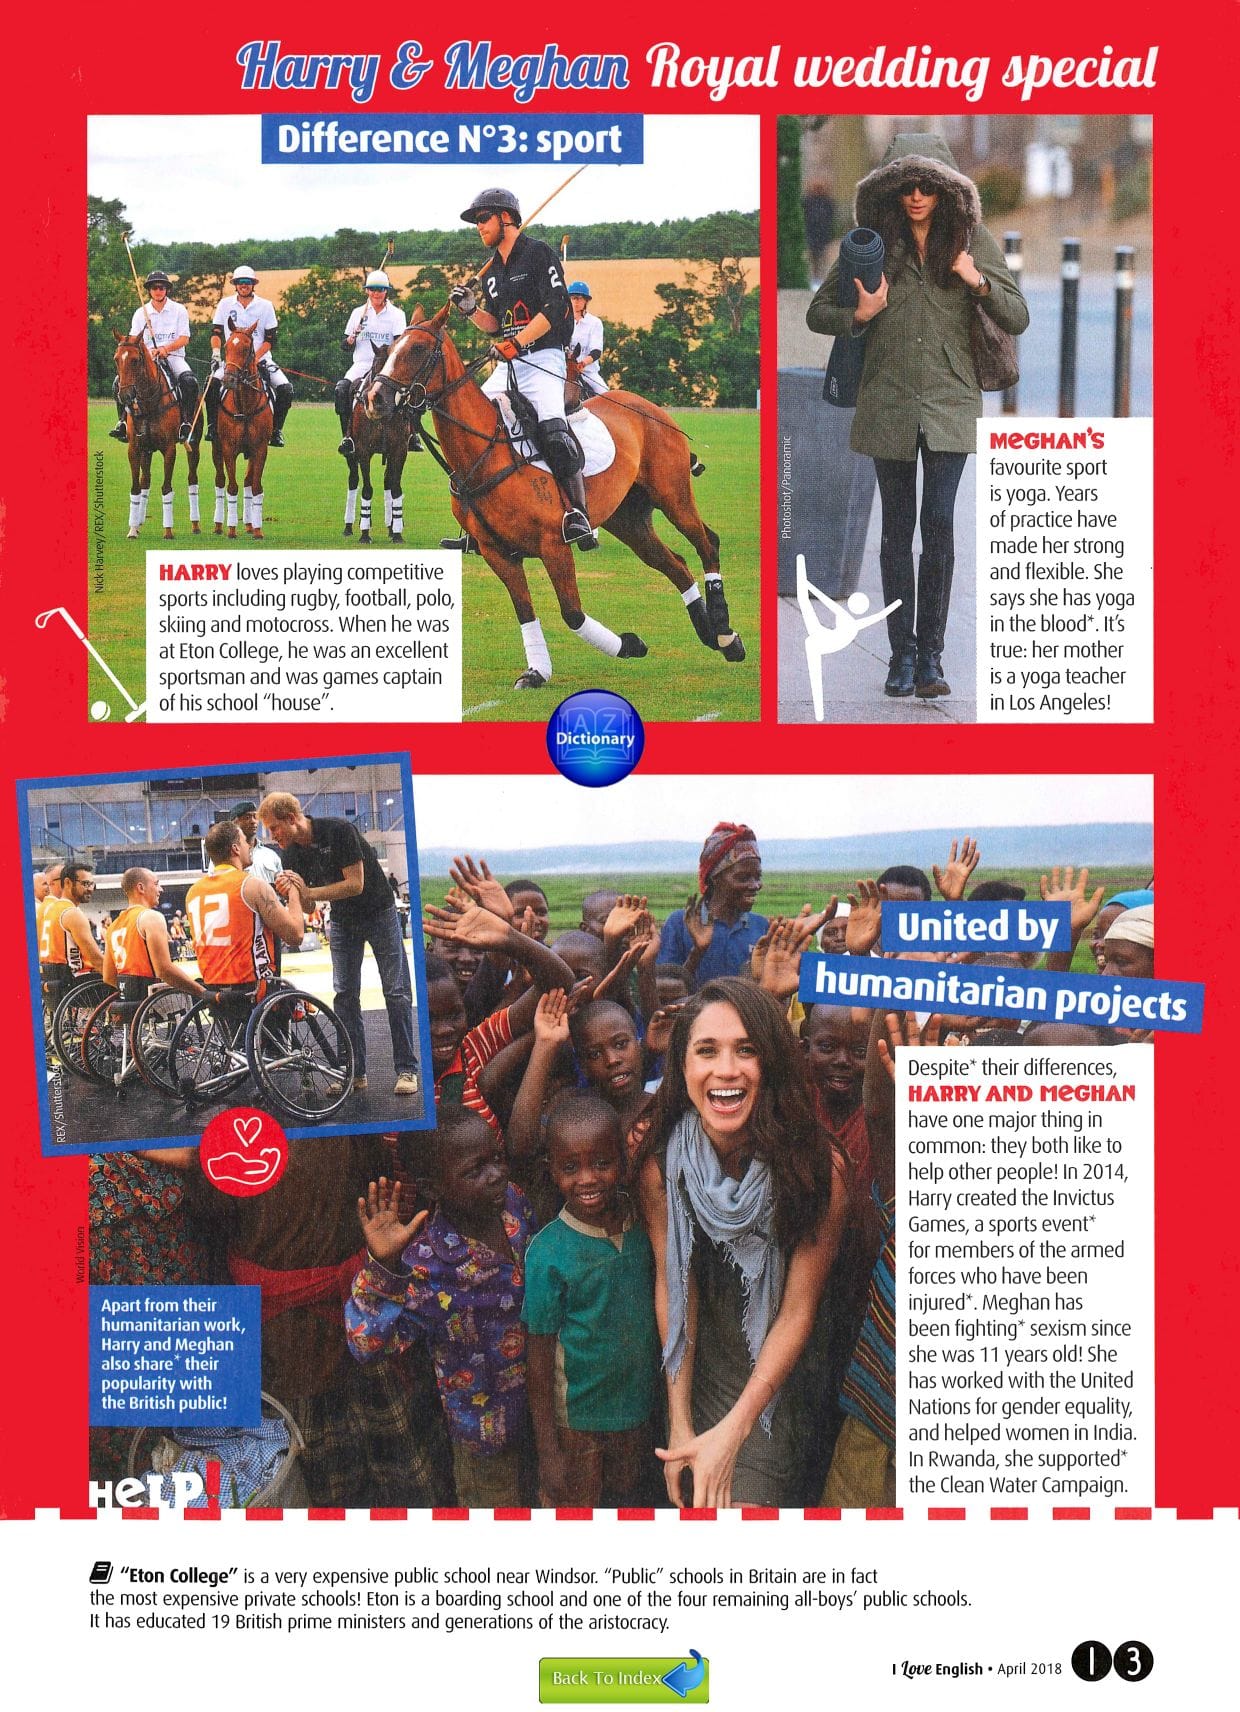 Harry & Meghan Royal wedding special
Difference N°3: sport
2
2
3
2
ACTIVE
Nick Harvey/REX/Shutterstock
HARRY loves playing competitive
sports including rugby, football, polo,
skiing and motocross. When he was
at Eton College, he was an excellent
sportsman and was games captain
of his school “house”.
Photoshot/Panoramic
MEGHAN'S
favourite sport
is yoga. Years
of practice have
made her strong
and flexible. She
says she has yoga
in the blood*. It's
true: her mother
is a yoga teacher
in Los Angeles!
A Z
Dictionary
5
8
12
REX/Shutterstock
United by
humanitarian projects
Despite* their differences,
HARRY AND MEGHAN
have one major thing in
common: they both like to
help other people! In 2014,
Harry created the Invictus
Games, a sports event*
for members of the armed
forces who have been
injured*. Meghan has
been fighting* sexism since
she was 11 years old! She
has worked with the United
Nations for gender equality,
and helped women in India.
In Rwanda, she supported*
the Clean Water Campaign.
World Vision
Apart from their
humanitarian work,
Harry and Meghan
also share* their
popularity with
the British public!
HELP!
“Eton College” is a very expensive public school near Windsor. “Public” schools in Britain are in fact
the most expensive private schools! Eton is a boarding school and one of the four remaining all-boys' public schools.
It has educated 19 British prime ministers and generations of the aristocracy.
Back To Index
I Love English • April 2018 13